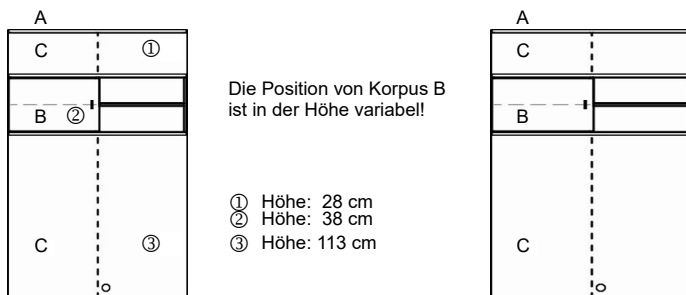 A
C ①
B ②
C ③
Die Position von Korpus B
ist in der Höhe variabel!
① Höhe: 28 cm
② Höhe: 38 cm
③ Höhe: 113 cm
A
C
B
C